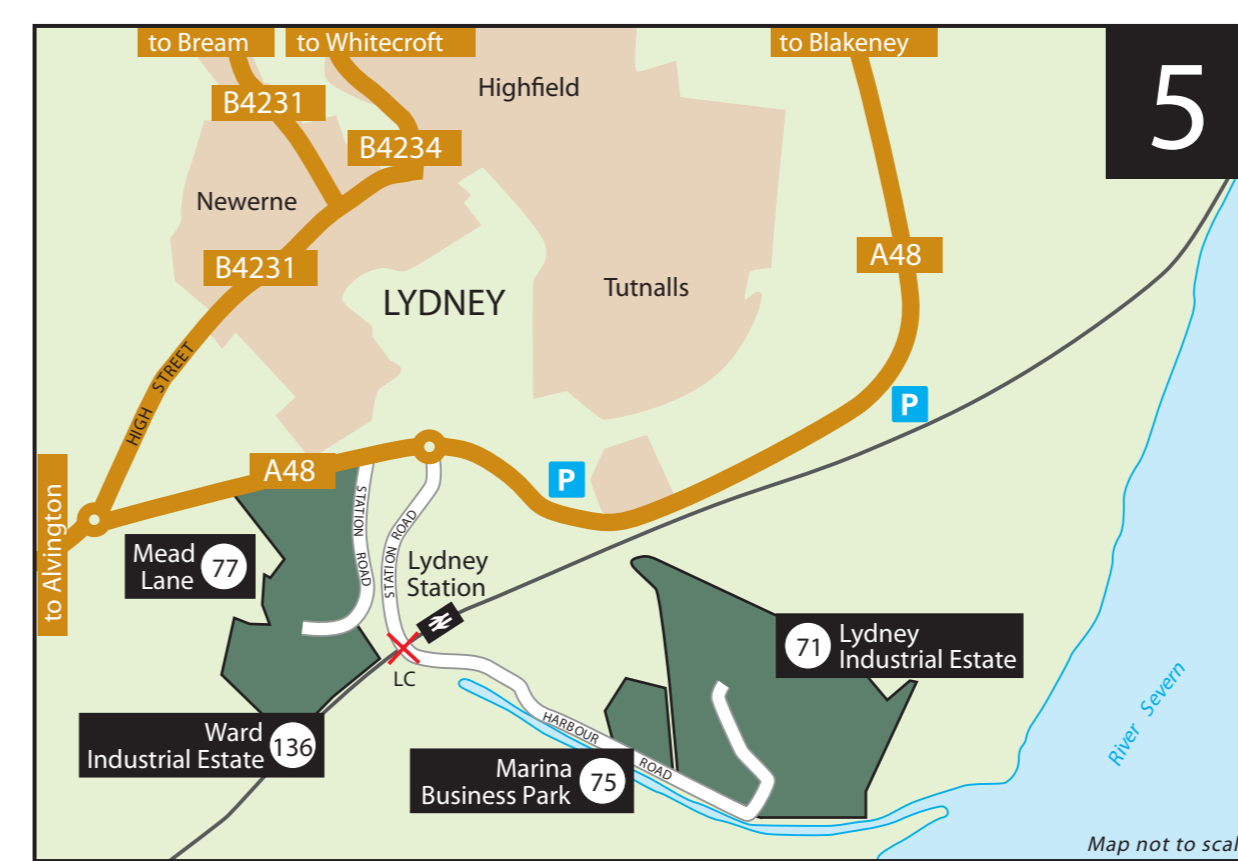 to Bream
to Whitecroft
to Blakeney
5
Highfield
B4231
B4234
Newerne
A48
B4231
Tutnalls
LYDNEY
HIGH STREET
P
A48
P
to Alvington
STATION ROAD
STATION ROAD
Mead
Lane
77
Lydney
Station
71
Lydney
Industrial Estate
LC
River Severn
Ward
Industrial Estate
136
HARBOUR ROAD
Marina
Business Park
75
Map not to scal